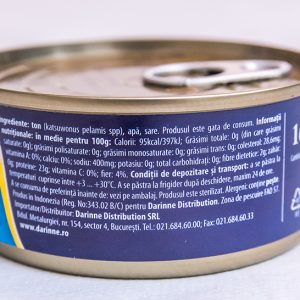 Ingrediente: ton (katsuwonus pelamis spp), apă, sare. Produsul este gata de consum. Informații
nutriționale: în medie pentru 100g: Calorii: 95kcal/397kJ; Grăsimi totale: 0g (din care grăsimi
saturate: 0g; grăsimi polisaturate: 0g; grăsimi monosaturate: 0g; grăsimi trans: 0g); colesterol: 28,6mg;
vitamina A: 0%; calciu: 0%; sodiu: 400mg; potasiu: 0g; total carbohidrați: 0g; fibre dietetice: 2g; zahăr:
0g; proteine: 23g; vitamina C: 0%; fier: 4%. Condiții de depozitare și transport: a se păstra la
temperaturi cuprinse între +3 ... +30°C. A se păstra la frigider după deschidere, maxim 24 de ore.
A se consuma de preferință înainte de: vezi pe ambalaj. Produsul este sterilizat. Alergeni: conține pește.
Produs în Indonezia (Reg. No:343.02 B/C) pentru Darinne Distribution. Zona de pescuire FAO 57.
Importator/Distribuitor: Darinne Distribution SRL
Bdul. Metalurgiei, nr. 154, sector 4, București. Tel.: 021.684.60.00; Fax: 021.684.60.33
www.darinne.ro